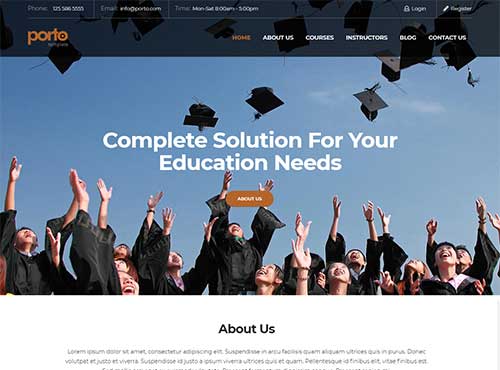 Phone: 123.586.5555 Email: info@porto.com Time: Mon-Sat 8:00am - 5:00pm Login Register
porto
template
HOME ABOUT US COURSES INSTRUCTORS BLOG CONTACT US
Complete Solution For Your
Education Needs
ABOUT US
About Us
Lorem ipsum dolor sit amet, consectetur adipiscing elit. Suspendisse in arcu facilisis quam aliquam ultrices quis in purus. Donec
volutpat justo et viverra. Suspendisse id justo a ipsum viverra ultrices quis et quam. Pellentesque id finibus elit, vitae est.